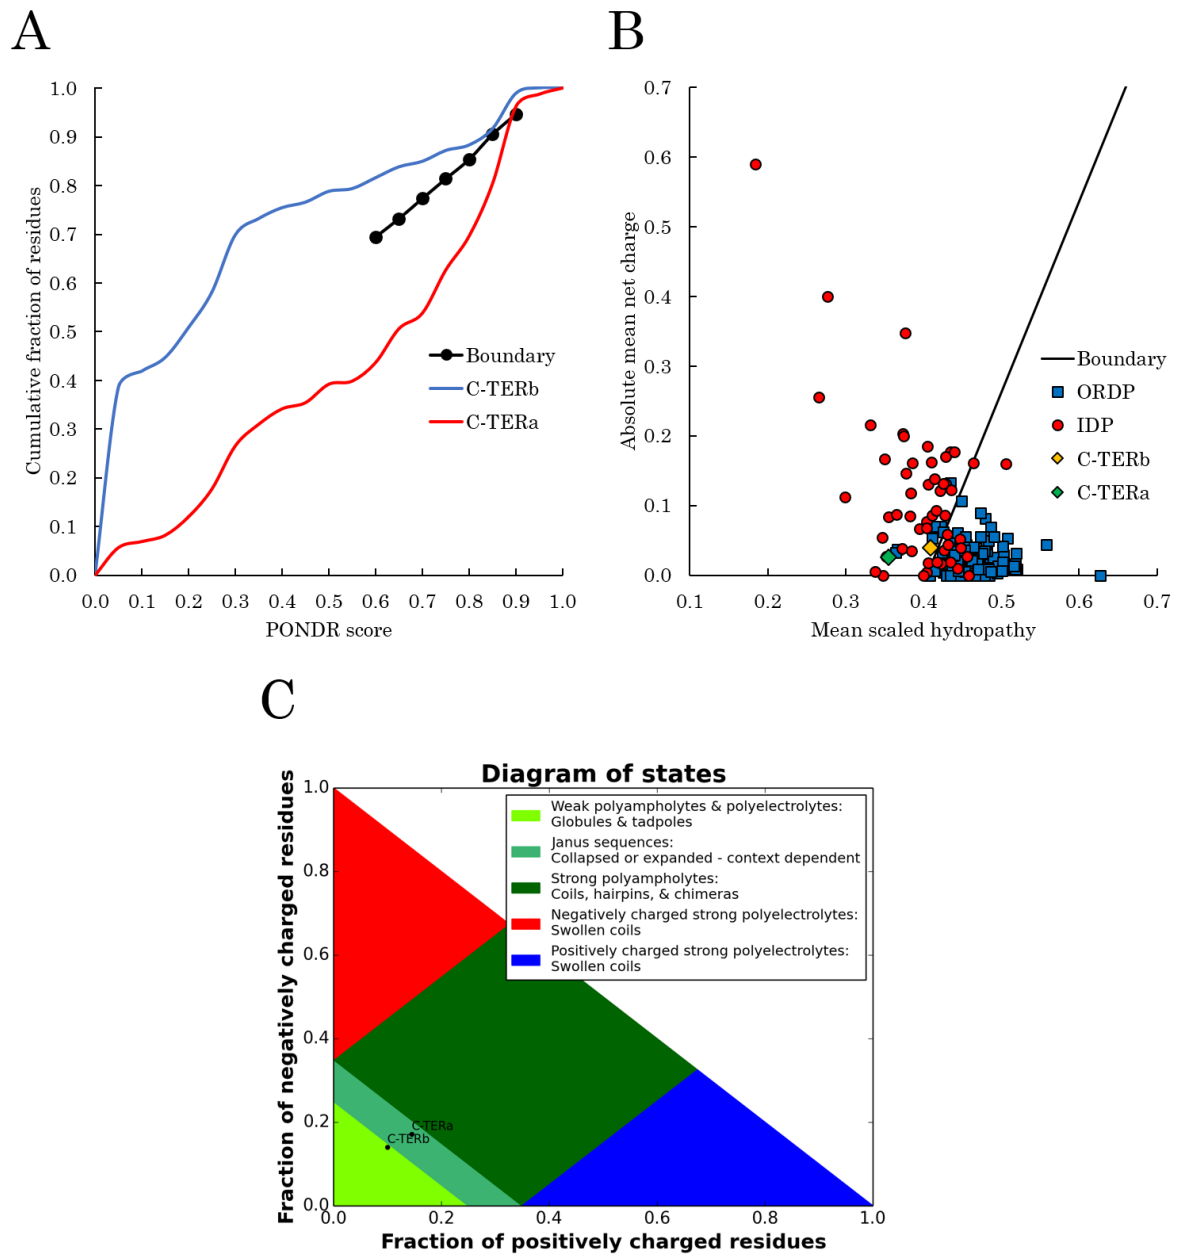 A
Cumulative fraction of residues
1.0
0.9
0.8
0.7
0.6
0.5
0.4
0.3
0.2
0.1
0.0
0.0 0.1 0.2 0.3 0.4 0.5 0.6 0.7 0.8 0.9 1.0
PONDR score
Boundary
C-TERb
C-TERa
B
Absolute mean net charge
0.7
0.6
0.5
0.4
0.3
0.2
0.1
0.0
0.1 0.2 0.3 0.4 0.5 0.6 0.7
Mean scaled hydropathy
Boundary
ORDP
IDP
C-TERb
C-TERa
C
Diagram of states
Fraction of negatively charged residues
1.0
0.8
0.6
0.4
0.2
0.0
0.0 0.2 0.4 0.6 0.8 1.0
Fraction of positively charged residues
Weak polyampholytes & polyelectrolytes:
Globules & tadpoles
Janus sequences:
Collapsed or expanded - context dependent
Strong polyampholytes:
Coils, hairpins, & chimeras
Negatively charged strong polyelectrolytes:
Swollen coils
Positively charged strong polyelectrolytes:
Swollen coils
C-TERa
C-TERb